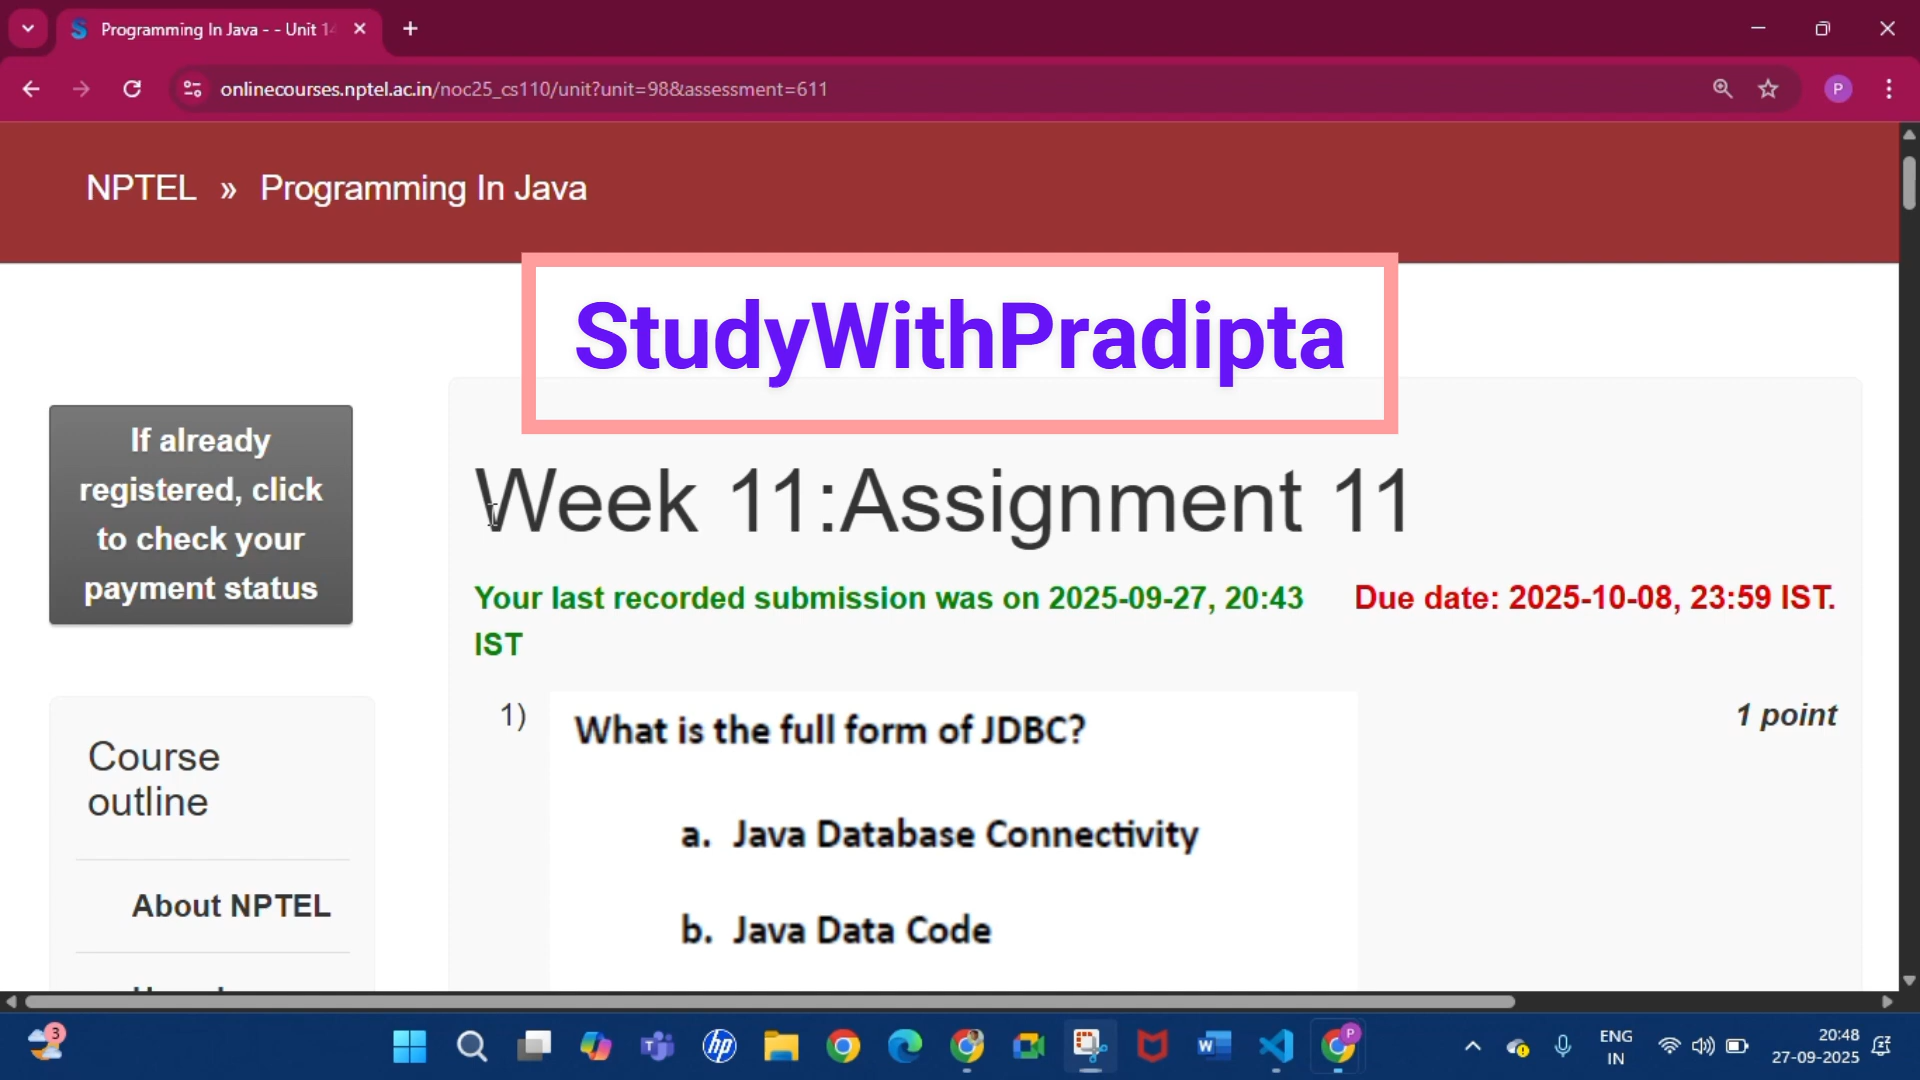 Programming In Java - - Unit 14
onlinecourses.nptel.ac.in/noc25_cs110/unit?unit=98&assessment=611
P
NPTEL » Programming In Java
StudyWithPradipta
If already
registered, click
to check your
payment status
Week 11:Assignment 11
Your last recorded submission was on 2025-09-27, 20:43
IST
Due date: 2025-10-08, 23:59 IST.
1)
What is the full form of JDBC?
1 point
a. Java Database Connectivity
b. Java Data Code
Course
outline
About NPTEL
3
hp
P
ENG
IN
20:48
27-09-2025